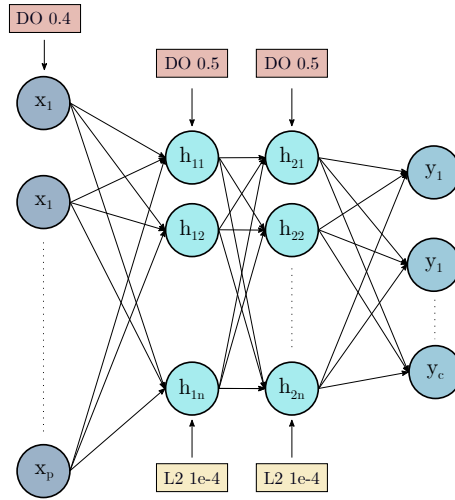 DO 0.4
DO 0.5
DO 0.5
x₁
h₁₁
h₂₁
y₁
x₁
h₁₂
h₂₂
y₁
h₁ₙ
h₂ₙ
y꜀
xₚ
L2 1e-4
L2 1e-4